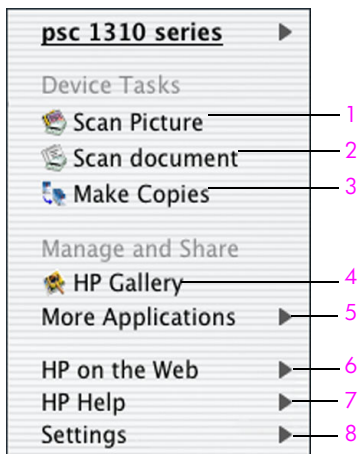 psc 1310 series
Device Tasks
Scan Picture 1
Scan document 2
Make Copies 3
Manage and Share
HP Gallery 4
More Applications 5
HP on the Web 6
HP Help 7
Settings 8